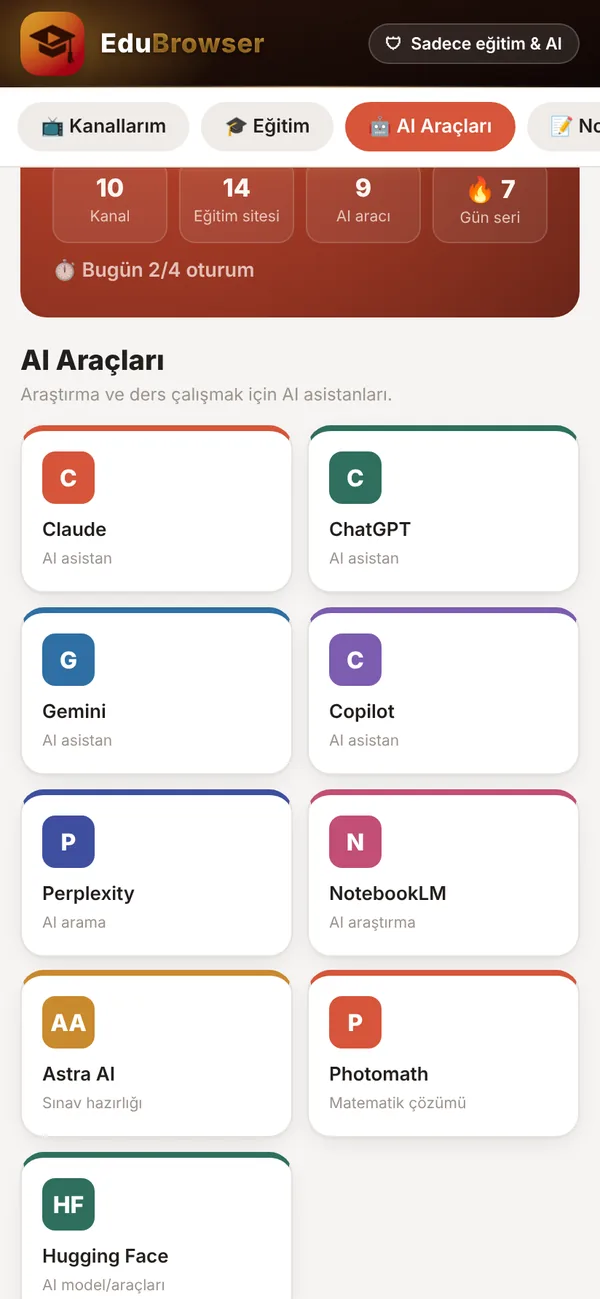 EduBrowser
Sadece eğitim & AI
Kanallarım
Eğitim
AI Araçları
No
10
14
9
7
Kanal
Eğitim sitesi
AI aracı
Gün seri
Bugün 2/4 oturum
AI Araçları
Araştırma ve ders çalışmak için AI asistanları.
C
C
Claude
ChatGPT
AI asistan
AI asistan
G
C
Gemini
Copilot
AI asistan
AI asistan
P
N
Perplexity
NotebookLM
AI arama
AI araştırma
AA
P
Astra AI
Photomath
Sınav hazırlığı
Matematik çözümü
HF
Hugging Face
AI model/araçları